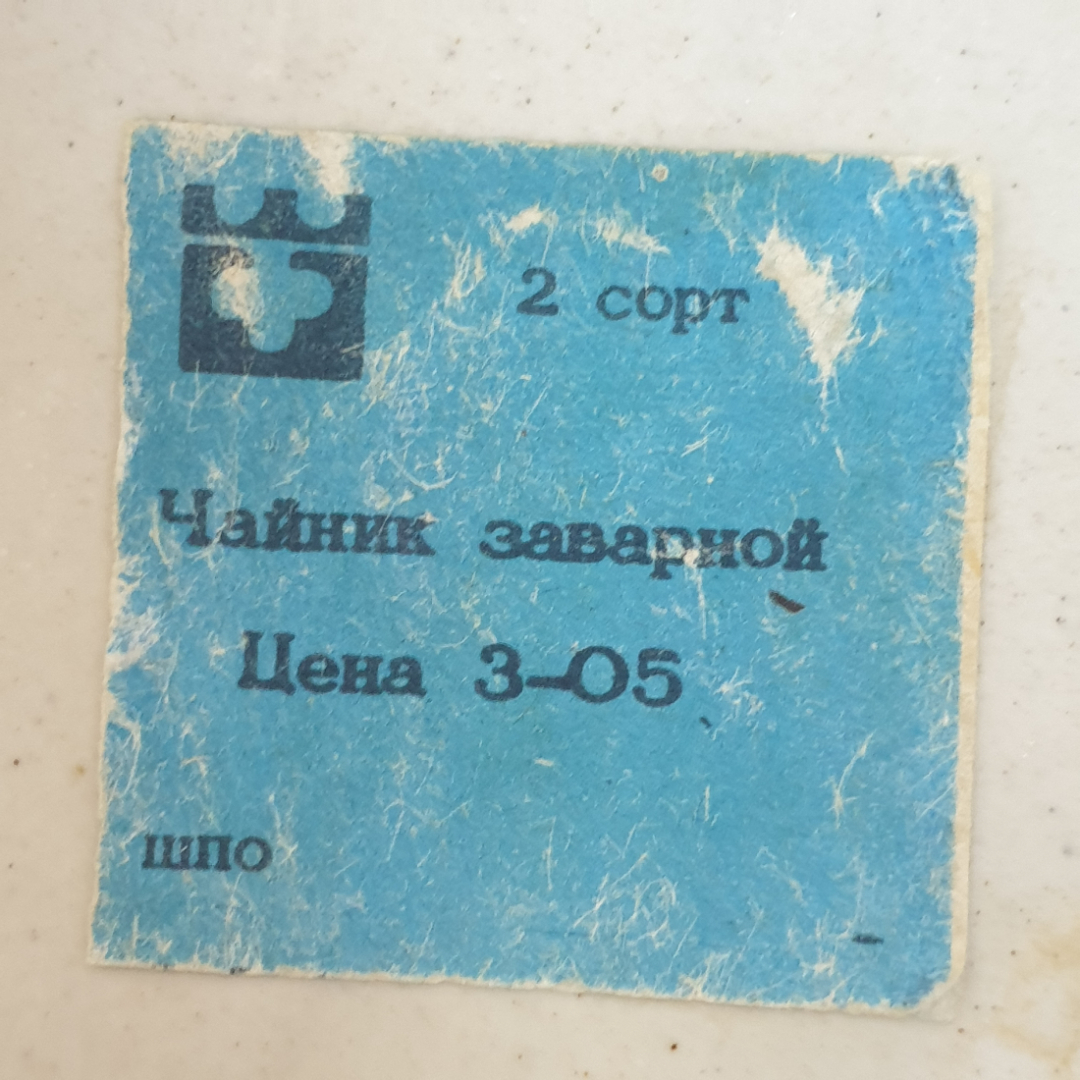 2 сорт
Чайник заварной
Цена 3-05
шпо